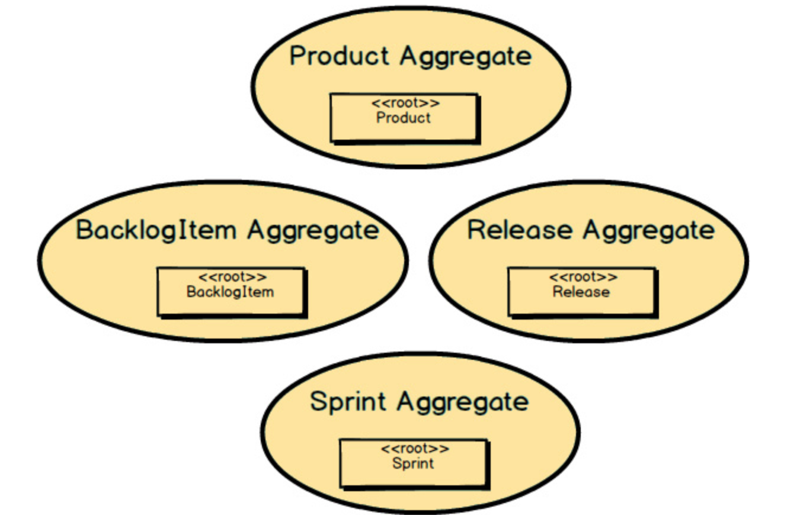 Product Aggregate
<<root>>
Product
BacklogItem Aggregate
<<root>>
BacklogItem
Release Aggregate
<<root>>
Release
Sprint Aggregate
<<root>>
Sprint